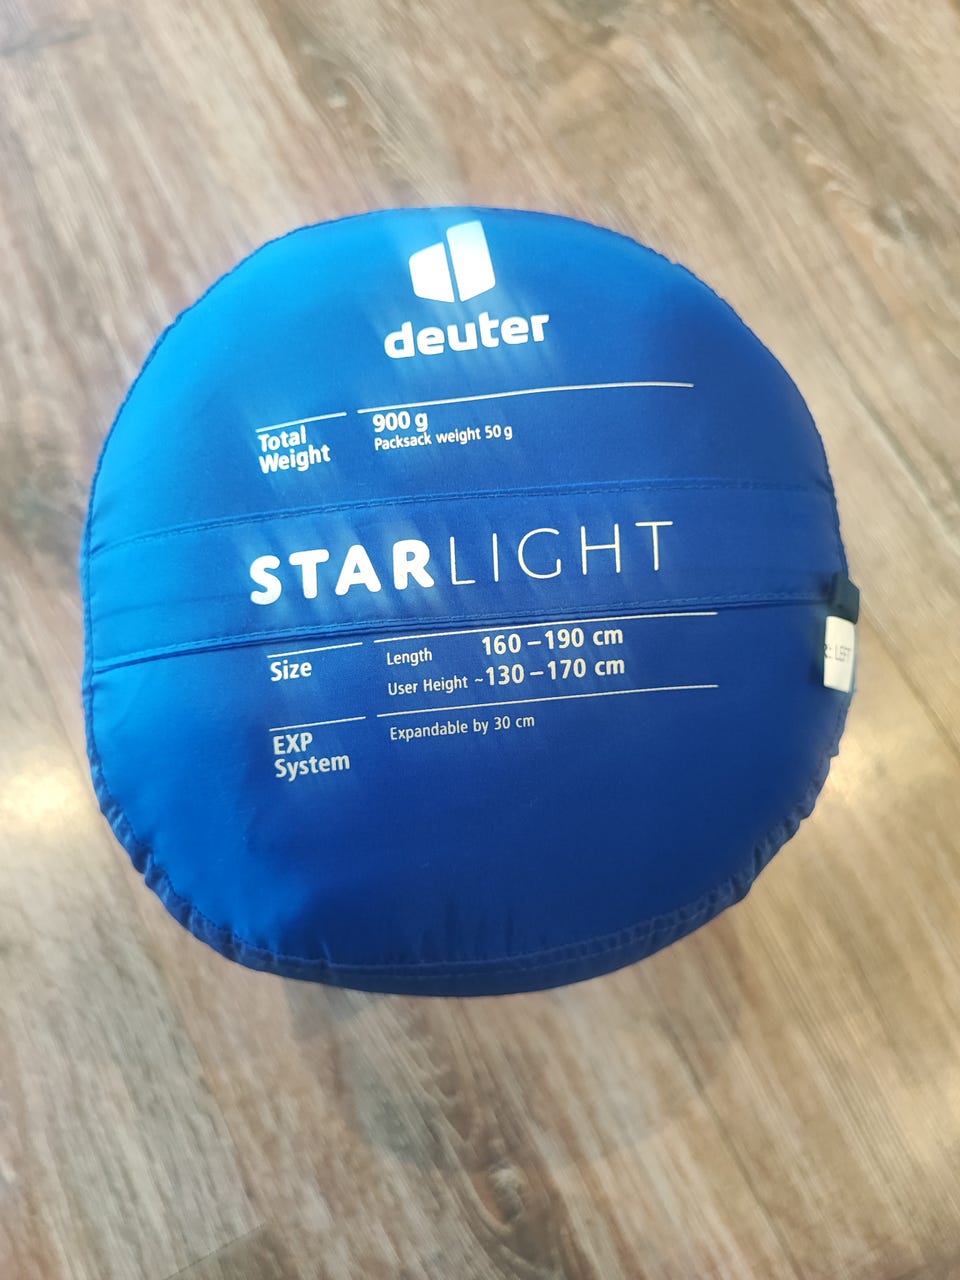 deuter
Total
Weight
900 g
Packsack weight 50 g
STARLIGHT
Size
Length 160 – 190 cm
User Height ~130 – 170 cm
EXP
System
Expandable by 30 cm